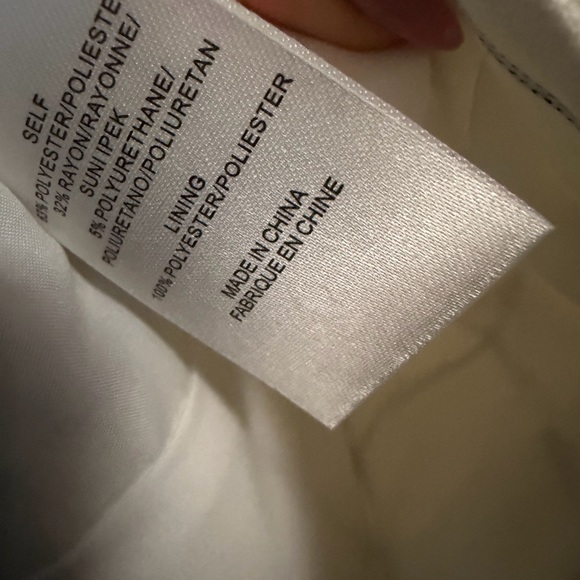 SELF
63% POLYESTER/POLIESTE
32% RAYON/RAYONNE/
SUNI IPEK
5% POLYURETHANE/
POLIURETANO/POLIURETAN
LINING
100% POLYESTER/POLIESTER
MADE IN CHINA
FABRIQUE EN CHINE